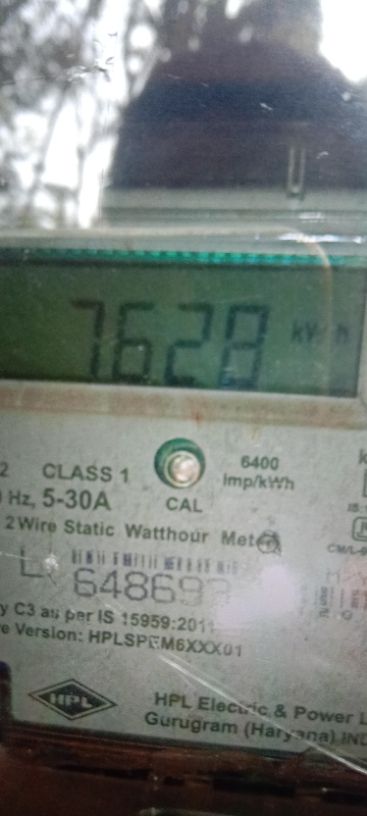 7628 kWh
CLASS 1
6400
imp/kWh
Hz, 5-30A
CAL
2 Wire Static Watthour Meter
C3 as per IS 15959:2011
Version: HPLSPEM6XXX01
HPL
HPL Electric & Power
Gurugram (Haryana)